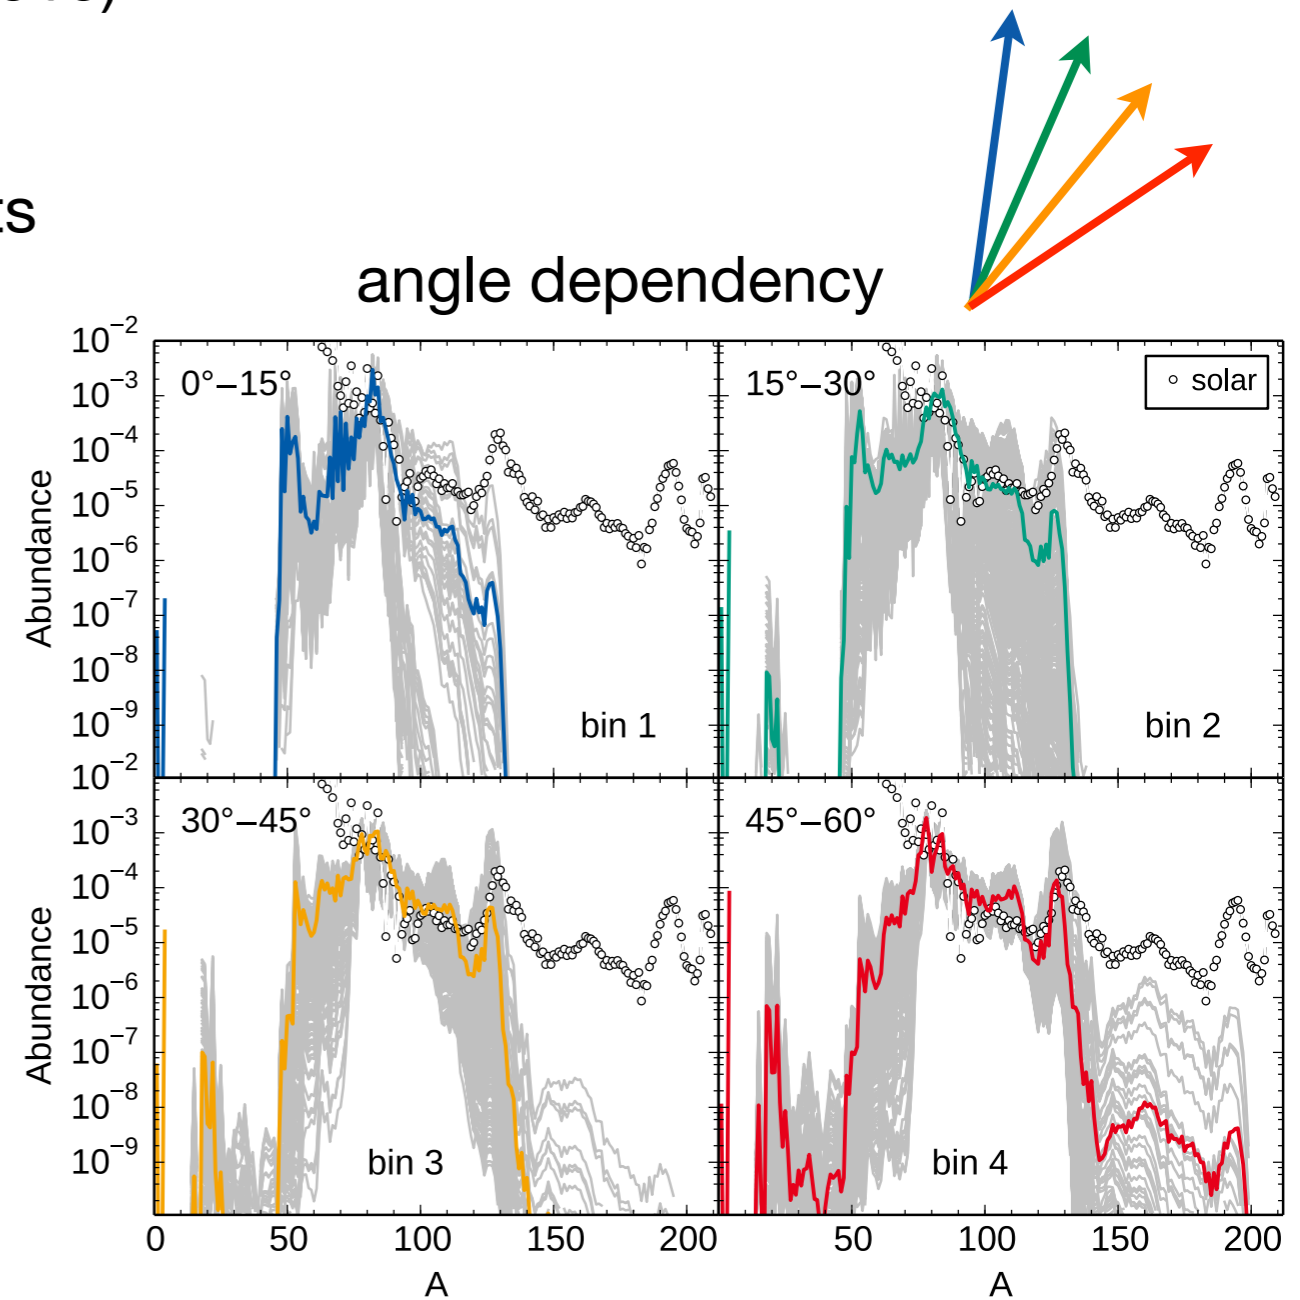 ts
angle dependency
10⁻²
10⁻³
10⁻⁴
10⁻⁵
10⁻⁶
10⁻⁷
10⁻⁸
10⁻⁹
Abundance
0°–15°
bin 1
15°–30°
solar
bin 2
10⁻²
10⁻³
10⁻⁴
10⁻⁵
10⁻⁶
10⁻⁷
10⁻⁸
10⁻⁹
Abundance
30°–45°
bin 3
45°–60°
bin 4
0 50 100 150 200 50 100 150 200
A A